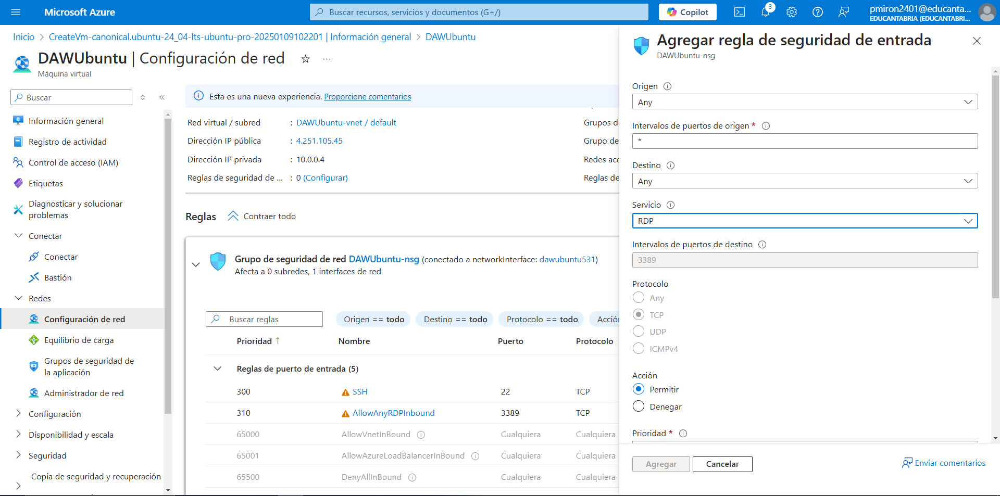 Microsoft Azure
Buscar recursos, servicios y documentos (G+/)
Copilot
3
pmiron2401@educanta...
EDUCANTABRIA (EDUCANTABRI...
Inicio > CreateVm-canonical.ubuntu-24_04-lts-ubuntu-pro-20250109102201 | Información general > DAWUbuntu
DAWUbuntu | Configuración de red
Máquina virtual
Buscar
Información general
Registro de actividad
Control de acceso (IAM)
Etiquetas
Diagnosticar y solucionar
problemas
Conectar
Conectar
Bastión
Redes
Configuración de red
Equilibrio de carga
Grupos de seguridad de
la aplicación
Administrador de red
Configuración
Disponibilidad y escala
Seguridad
Copia de seguridad y recuperación
Esta es una nueva experiencia. Proporcione comentarios
Red virtual / subred : DAWUbuntu-vnet / default
Dirección IP pública : 4.251.105.45
Dirección IP privada : 10.0.0.4
Reglas de seguridad de ... : 0 (Configurar)
Grupos de
Grupo de
Redes ace
Reglas de
Reglas Contraer todo
Grupo de seguridad de red DAWUbuntu-nsg (conectado a networkInterface: dawubuntu531)
Afecta a 0 subredes, 1 interfaces de red
Buscar reglas Origen == todo Destino == todo Protocolo == todo Acción
Prioridad ↑ Nombre Puerto Protocolo
Reglas de puerto de entrada (5)
300 SSH 22 TCP
310 AllowAnyRDPInbound 3389 TCP
65000 AllowVnetInBound Cualquiera Cualquiera
65001 AllowAzureLoadBalancerInBound Cualquiera Cualquiera
65500 DenyAllInBound Cualquiera Cualquiera
Agregar regla de seguridad de entrada
DAWUbuntu-nsg
Origen
Any
Intervalos de puertos de origen *
*
Destino
Any
Servicio
RDP
Intervalos de puertos de destino
3389
Protocolo
Any
TCP
UDP
ICMPv4
Acción
Permitir
Denegar
Prioridad *
Agregar Cancelar
Enviar comentarios